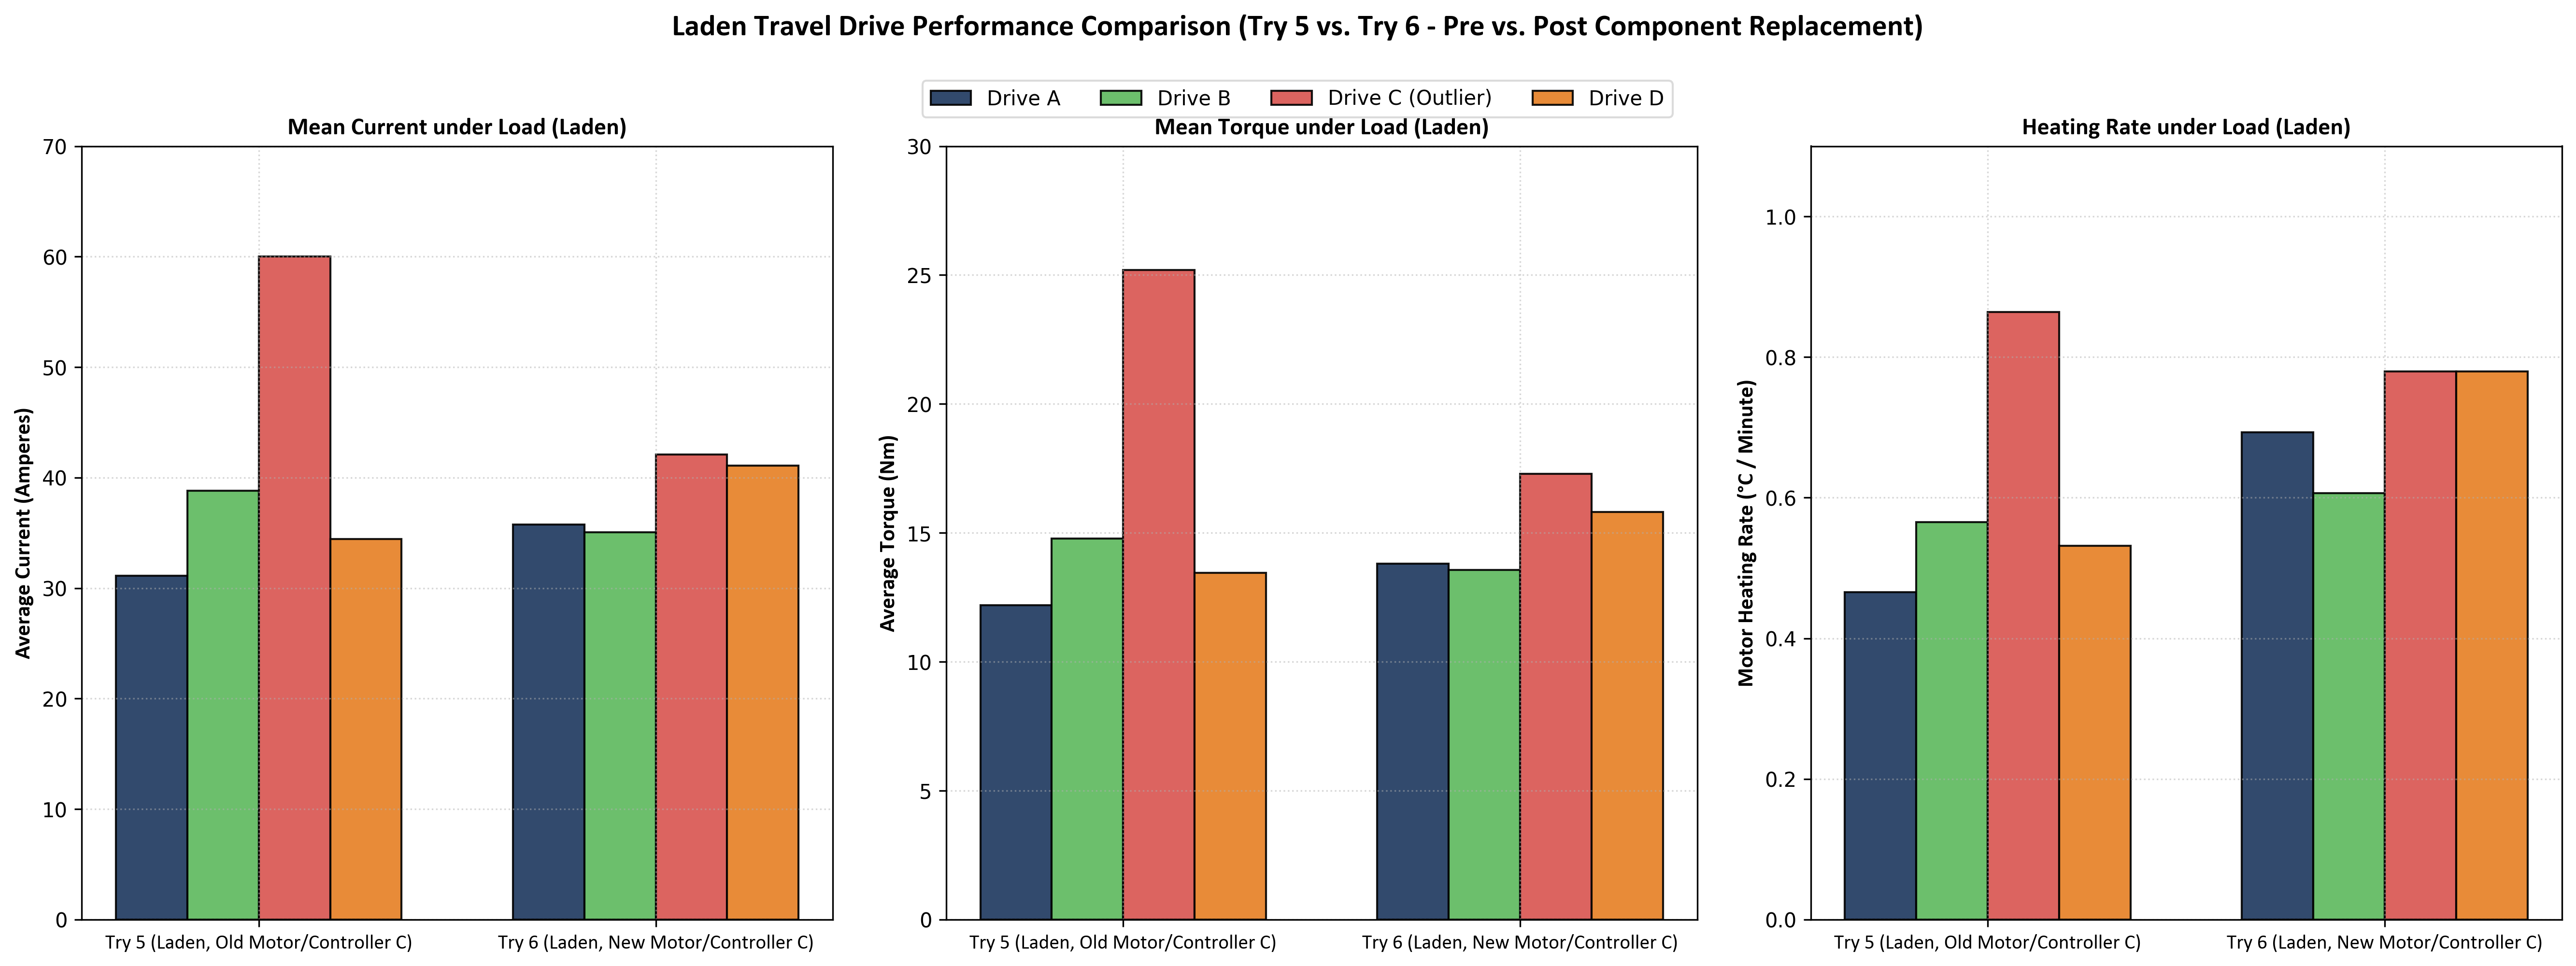 Laden Travel Drive Performance Comparison (Try 5 vs. Try 6 - Pre vs. Post Component Replacement)
Drive A
Drive B
Drive C (Outlier)
Drive D
Mean Current under Load (Laden)
70
60
50
40
30
20
10
0
Average Current (Amperes)
Try 5 (Laden, Old Motor/Controller C)
Try 6 (Laden, New Motor/Controller C)
Mean Torque under Load (Laden)
30
25
20
15
10
5
0
Average Torque (Nm)
Try 5 (Laden, Old Motor/Controller C)
Try 6 (Laden, New Motor/Controller C)
Heating Rate under Load (Laden)
1.0
0.8
0.6
0.4
0.2
0.0
Motor Heating Rate (°C / Minute)
Try 5 (Laden, Old Motor/Controller C)
Try 6 (Laden, New Motor/Controller C)